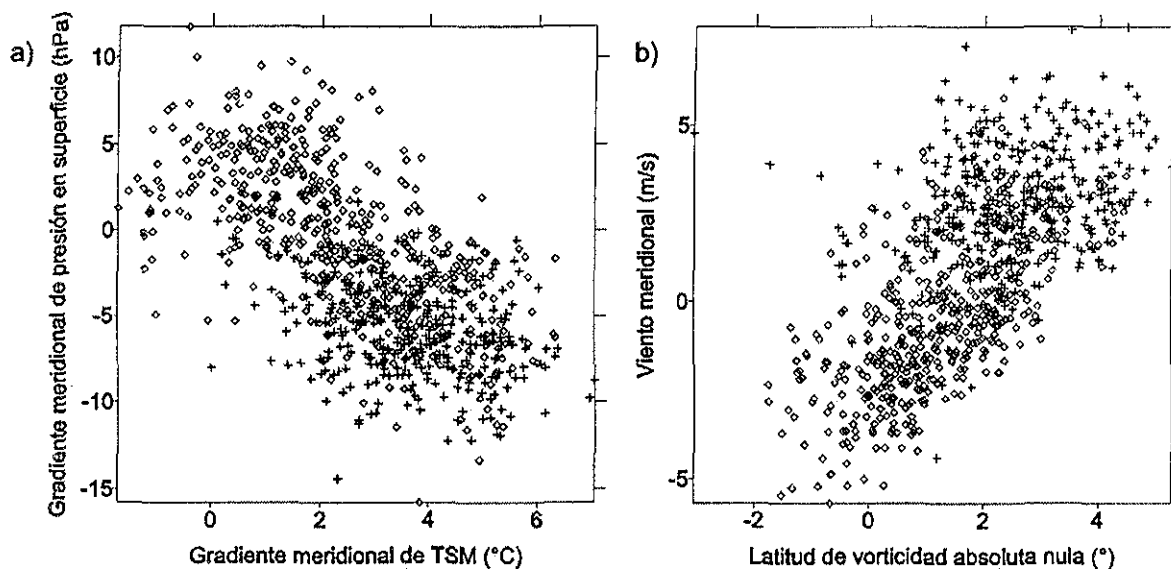 a)
Gradiente meridional de presión en superficie (hPa)
10
5
0
-5
-10
-15
0
2
4
6
Gradiente meridional de TSM (°C)
b)
Viento meridional (m/s)
5
0
-5
-2
0
2
4
Latitud de vorticidad absoluta nula (°)